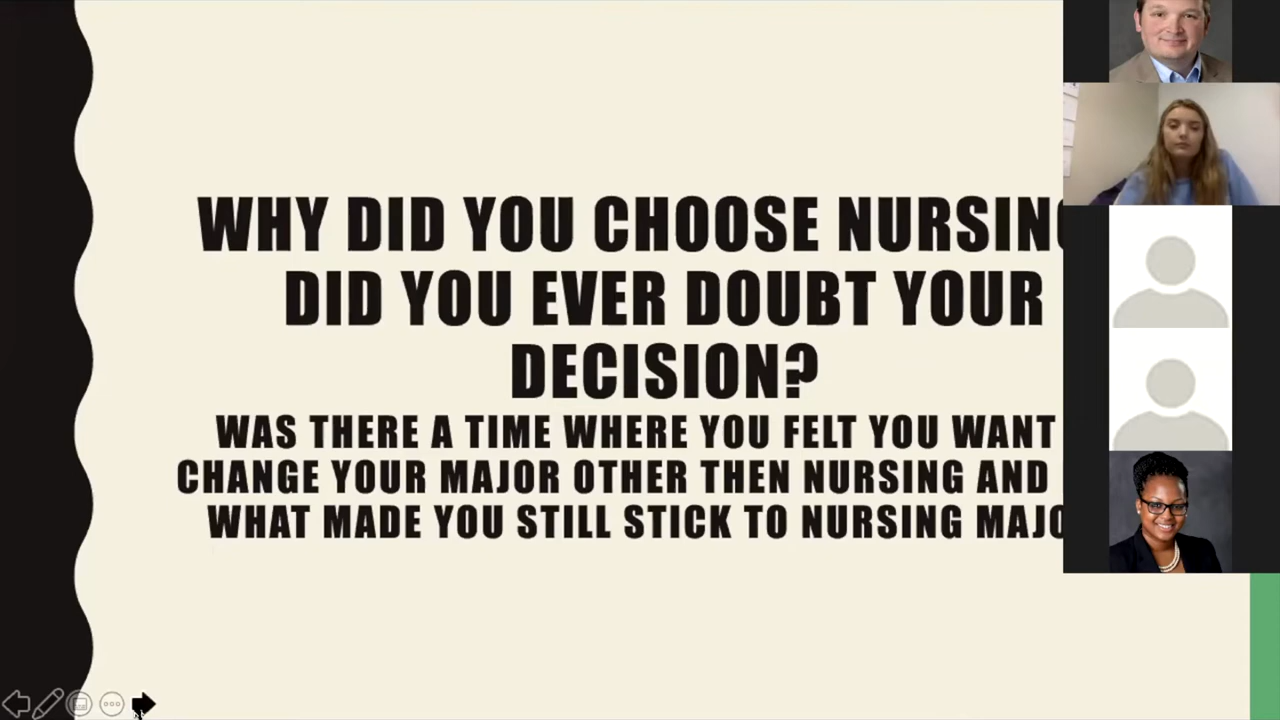 WHY DID YOU CHOOSE NURSING
DID YOU EVER DOUBT YOUR
DECISION?
WAS THERE A TIME WHERE YOU FELT YOU WANT
CHANGE YOUR MAJOR OTHER THEN NURSING AND
WHAT MADE YOU STILL STICK TO NURSING MAJO